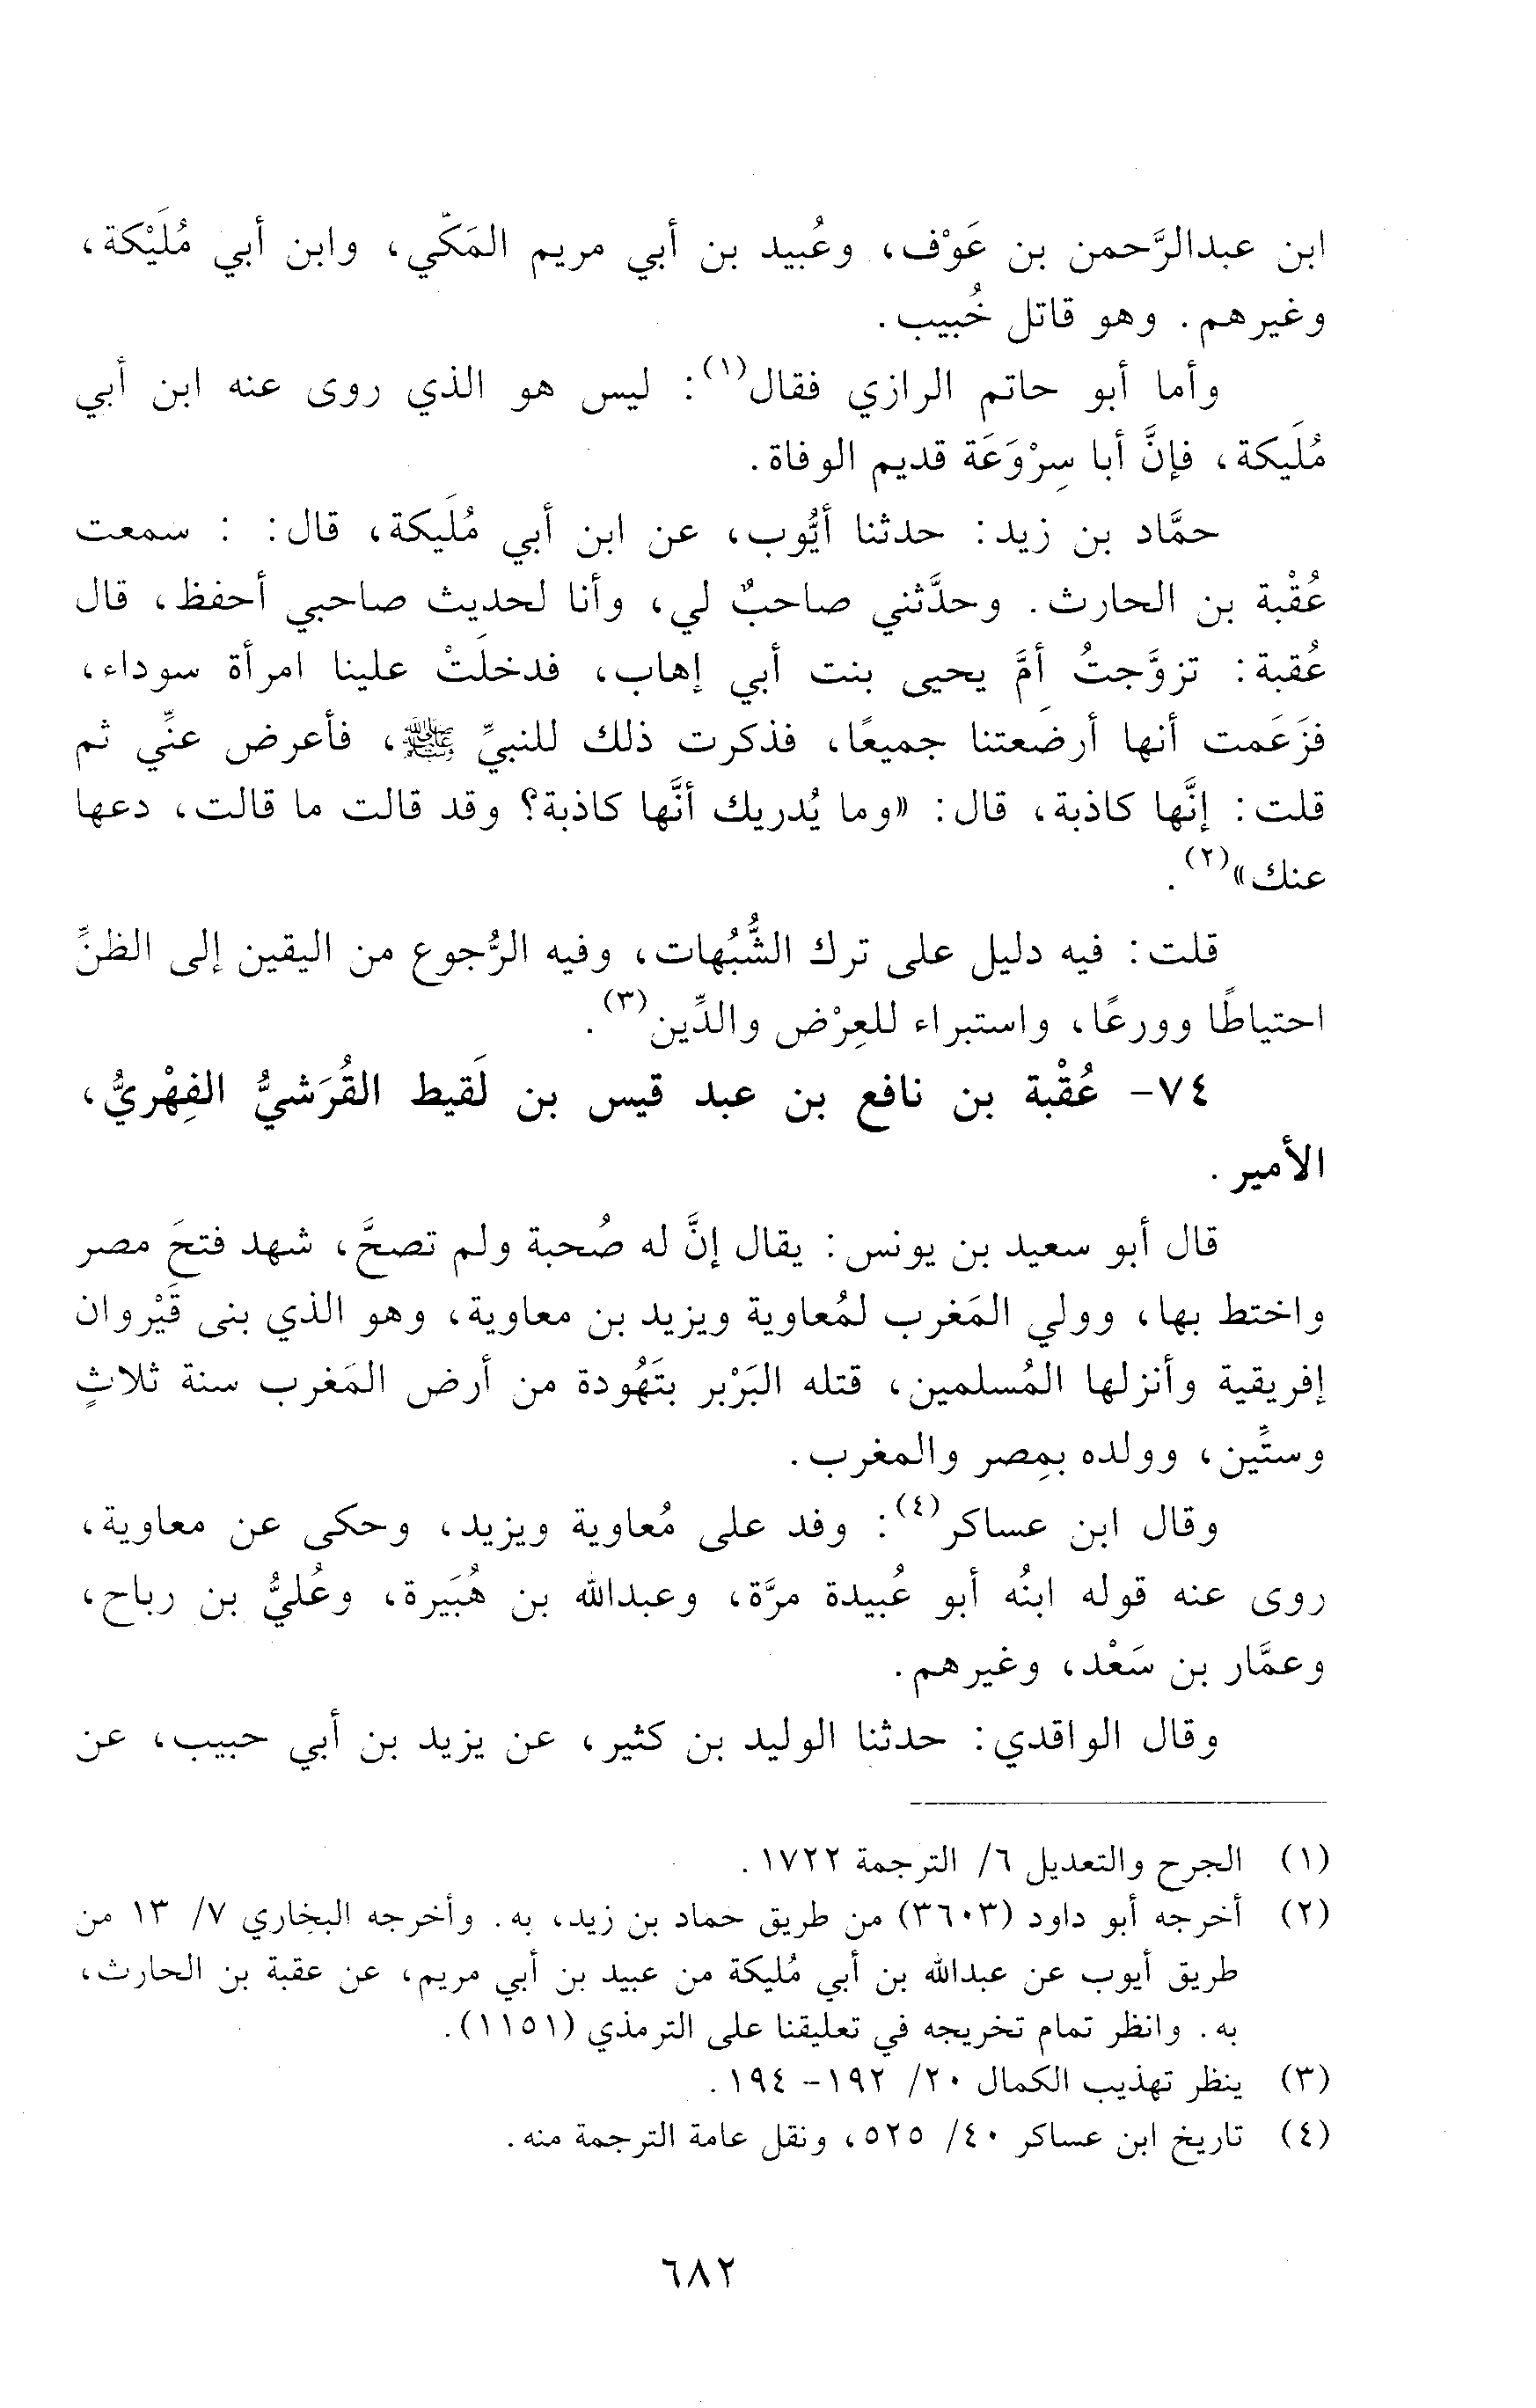 ابن عبدالرَّحمن بن عَوْف، وعُبيد بن أبي مريم المَكّي، وابن أبي مُلَيْكة،
وغيرهم. وهو قاتل خُبيب.
وأما أبو حاتم الرازي فقال(١): ليس هو الذي روى عنه ابن أبي
مُلَيكة، فإنَّ أبا سِرْوَعَة قديم الوفاة.
حمَّاد بن زيد: حدثنا أيُّوب، عن ابن أبي مُلَيكة، قال: : سمعت
عُقْبة بن الحارث. وحدَّثني صاحبٌ لي، وأنا لحديث صاحبي أحفظ، قال
عُقبة: تزوَّجتُ أمَّ يحيى بنت أبي إهاب، فدخلَتْ علينا امرأة سوداء،
فزَعَمت أنها أرضَعتنا جميعًا، فذكرت ذلك للنبيِّ ﷺ، فأعرض عنِّي ثم
قلت: إنَّها كاذبة، قال: «وما يُدريك أنَّها كاذبة؟ وقد قالت ما قالت، دعها
عنك»(٢).
قلت: فيه دليل على ترك الشُّبُهات، وفيه الرُّجوع من اليقين إلى الظنِّ
احتياطًا وورعًا، واستبراء للعِرْض والدِّين(٣).
٧٤- عُقْبة بن نافع بن عبد قيس بن لَقيط القُرَشيُّ الفِهْريُّ،
الأمير.
قال أبو سعيد بن يونس: يقال إنَّ له صُحبة ولم تصحَّ، شهد فتحَ مصر
واختط بها، وولي المَغرب لمُعاوية ويزيد بن معاوية، وهو الذي بنى قَيْروان
إفريقية وأنزلها المُسلمين، قتله البَرْبر بتَهُودة من أرض المَغرب سنة ثلاثٍ
وستِّين، وولده بمِصر والمغرب.
وقال ابن عساكر(٤): وفد على مُعاوية ويزيد، وحكى عن معاوية،
روى عنه قوله ابنُه أبو عُبيدة مرَّة، وعبدالله بن هُبَيرة، وعُليُّ بن رباح،
وعمَّار بن سَعْد، وغيرهم.
وقال الواقدي: حدثنا الوليد بن كثير، عن يزيد بن أبي حبيب، عن
(١) الجرح والتعديل ٦/ الترجمة ١٧٢٢.
(٢) أخرجه أبو داود (٣٦٠٣) من طريق حماد بن زيد، به. وأخرجه البخاري ٧/ ١٣ من
طريق أيوب عن عبدالله بن أبي مُليكة من عبيد بن أبي مريم، عن عقبة بن الحارث،
به. وانظر تمام تخريجه في تعليقنا على الترمذي (١١٥١).
(٣) ينظر تهذيب الكمال ٢٠/ ١٩٢- ١٩٤.
(٤) تاريخ ابن عساكر ٤٠/ ٥٢٥، ونقل عامة الترجمة منه.
٦٨٢